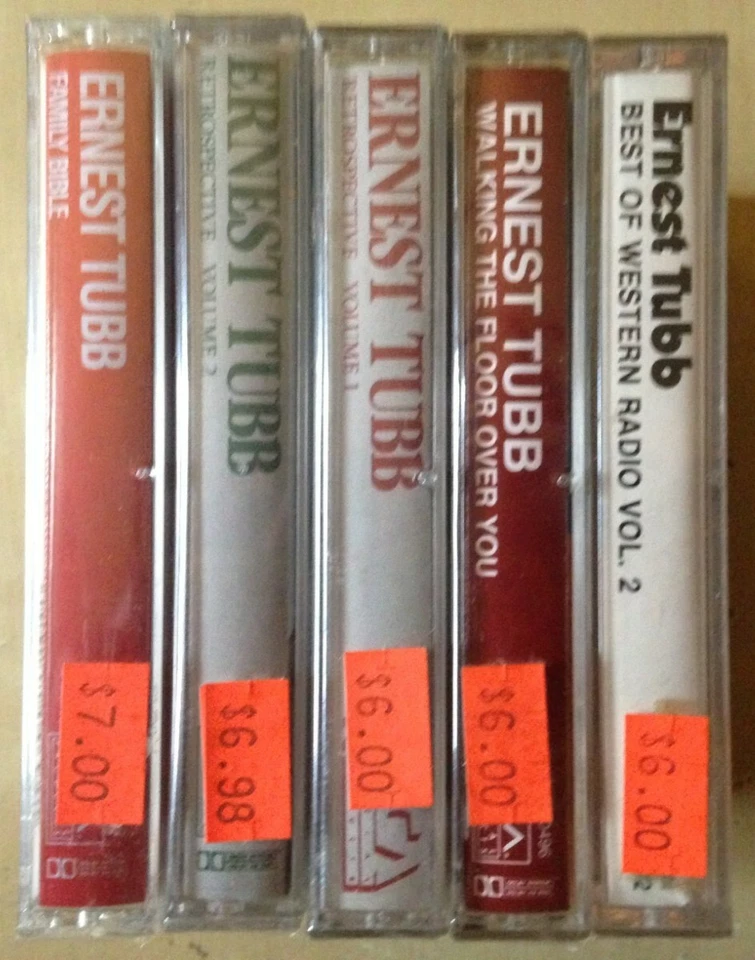 ERNEST TUBB
FAMILY BIBLE
$7.00
ERNEST TUBB
RETROSPECTIVE VOLUME 2
$6.98
ERNEST TUBB
RETROSPECTIVE VOLUME 1
$6.00
ERNEST TUBB
WALKING THE FLOOR OVER YOU
$6.00
Ernest Tubb
BEST OF WESTERN RADIO VOL. 2
$6.00
2